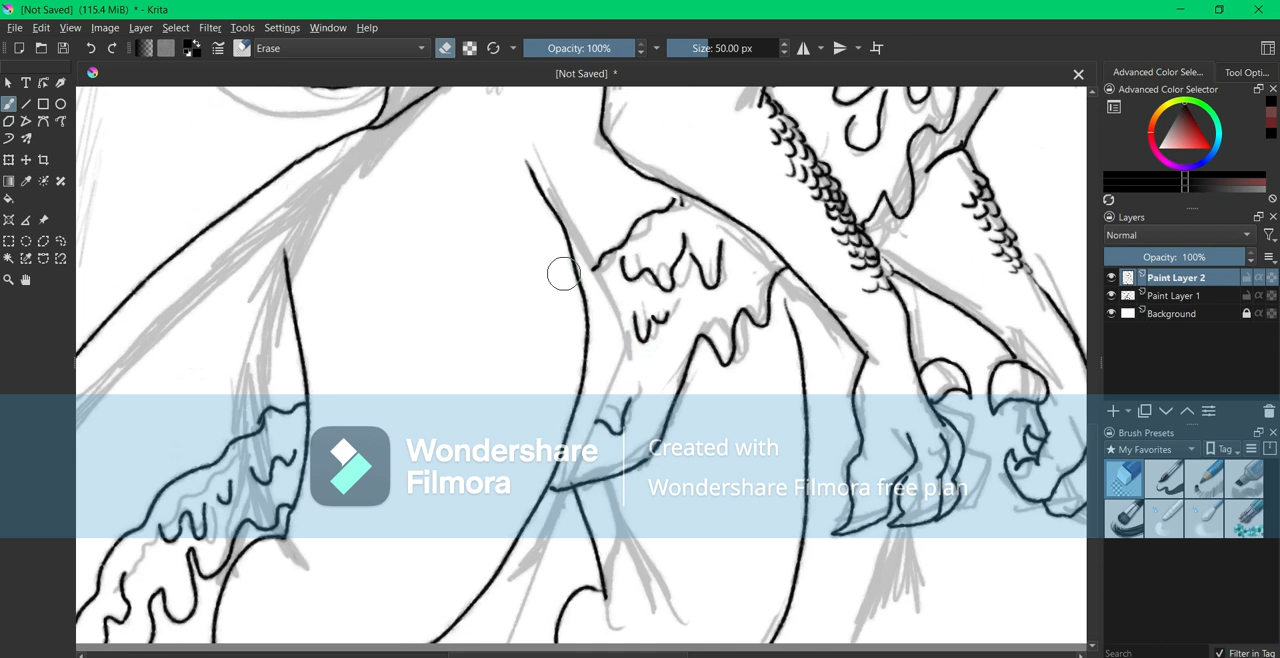 [Not Saved] (115.4 MiB) * - Krita
File Edit View Image Layer Select Filter Tools Settings Window Help
Erase Opacity: 100% Size: 50.00 px
[Not Saved] *
Advanced Color Sele... Tool Opti...
Advanced Color Selector
Layers
Normal
Opacity: 100%
Paint Layer 2
Paint Layer 1
Background
Brush Presets
My Favorites Tag
Wondershare
Filmora
Created with
Wondershare Filmora free plan
Search Filter in Tag